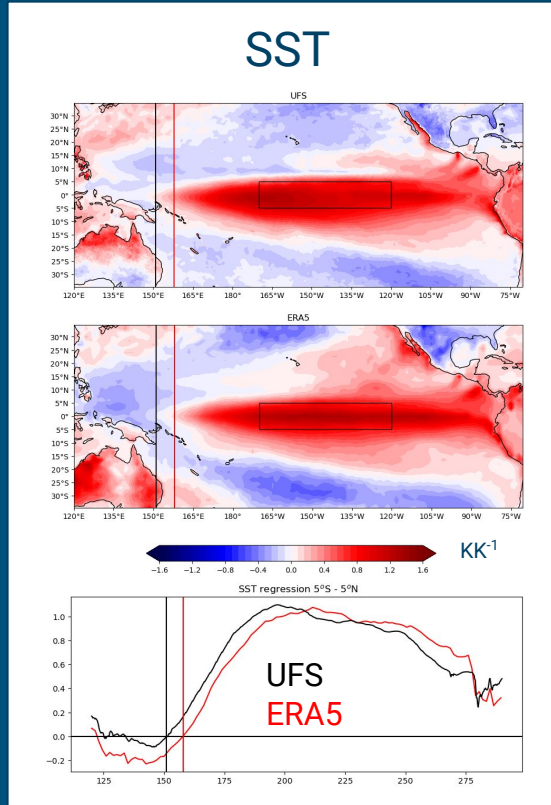 SST
UFS
30°N
25°N
20°N
15°N
10°N
5°N
0°
5°S
10°S
15°S
20°S
25°S
30°S
120°E 135°E 150°E 165°E 180° 165°W 150°W 135°W 120°W 105°W 90°W 75°W
ERA5
30°N
25°N
20°N
15°N
10°N
5°N
0°
5°S
10°S
15°S
20°S
25°S
30°S
120°E 135°E 150°E 165°E 180° 165°W 150°W 135°W 120°W 105°W 90°W 75°W
KK⁻¹
−1.6 −1.2 −0.8 −0.4 0.0 0.4 0.8 1.2 1.6
SST regression 5°S - 5°N
1.0
0.8
0.6
0.4
0.2
0.0
−0.2
UFS
ERA5
125 150 175 200 225 250 275